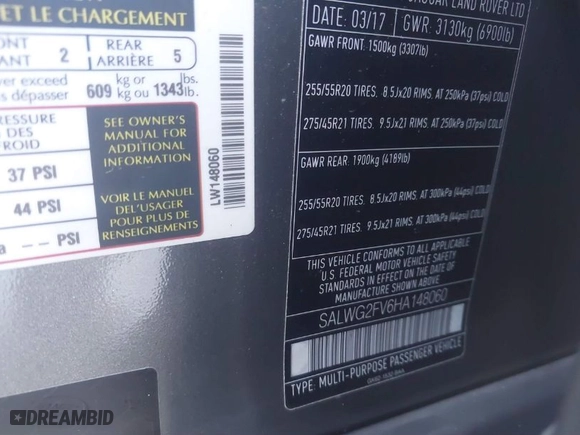 ET LE CHARGEMENT
ONT 2 REAR 5
ANT ARRIÈRE
ver exceed 609 kg or 1343 lbs.
s dépasser kg ou lb.
PRESSURE
DES
FROID
37 PSI
44 PSI
a -- PSI
SEE OWNER'S
MANUAL FOR
ADDITIONAL
INFORMATION
VOIR LE MANUEL
DEL'USAGER
POUR PLUS DE
RENSEIGNEMENTS
LW148060
JAGUAR LAND ROVER LTD
DATE: 03/17 GWR: 3130kg (6900lb)
GAWR FRONT: 1500kg (3307lb)
255/55R20 TIRES. 8.5Jx20 RIMS. AT 250kPa (37psi) COLD
275/45R21 TIRES. 9.5Jx21 RIMS. AT 250kPa (37psi) COLD
GAWR REAR: 1900kg (4189lb)
255/55R20 TIRES. 8.5Jx20 RIMS. AT 300kPa (44psi) COLD
275/45R21 TIRES. 9.5Jx21 RIMS. AT 300kPa (44psi) COLD
THIS VEHICLE CONFORMS TO ALL APPLICABLE
U.S. FEDERAL MOTOR VEHICLE SAFETY
STANDARDS IN EFFECT ON THE DATE OF
MANUFACTURE SHOWN ABOVE.
SALWG2FV6HA148060
TYPE: MULTI-PURPOSE PASSENGER VEHICLE
DREAMBID